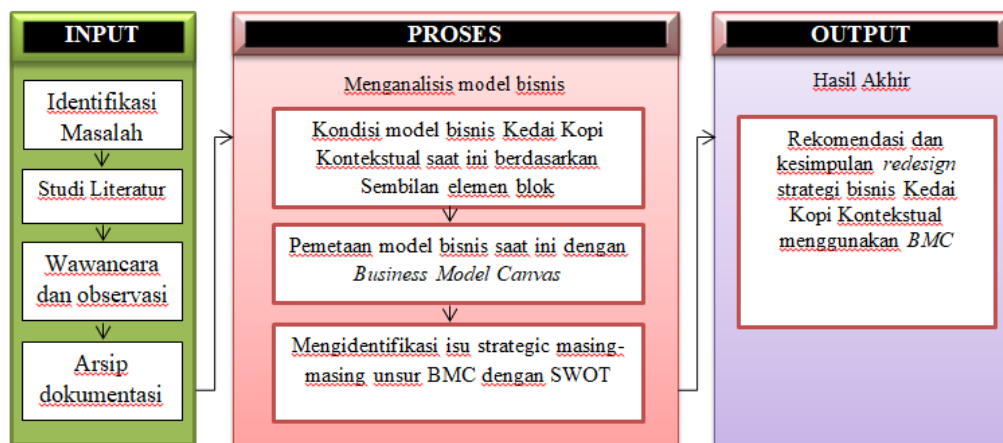 INPUT
Identifikasi
Masalah
Studi Literatur
Wawancara
dan observasi
Arsip
dokumentasi
PROSES
Menganalisis model bisnis
Kondisi model bisnis Kedai Kopi
Kontekstual saat ini berdasarkan
Sembilan elemen blok
Pemetaan model bisnis saat ini dengan
Business Model Canvas
Mengidentifikasi isu strategic masing-
masing unsur BMC dengan SWOT
OUTPUT
Hasil Akhir
Rekomendasi dan
kesimpulan redesign
strategi bisnis Kedai
Kopi Kontekstual
menggunakan BMC